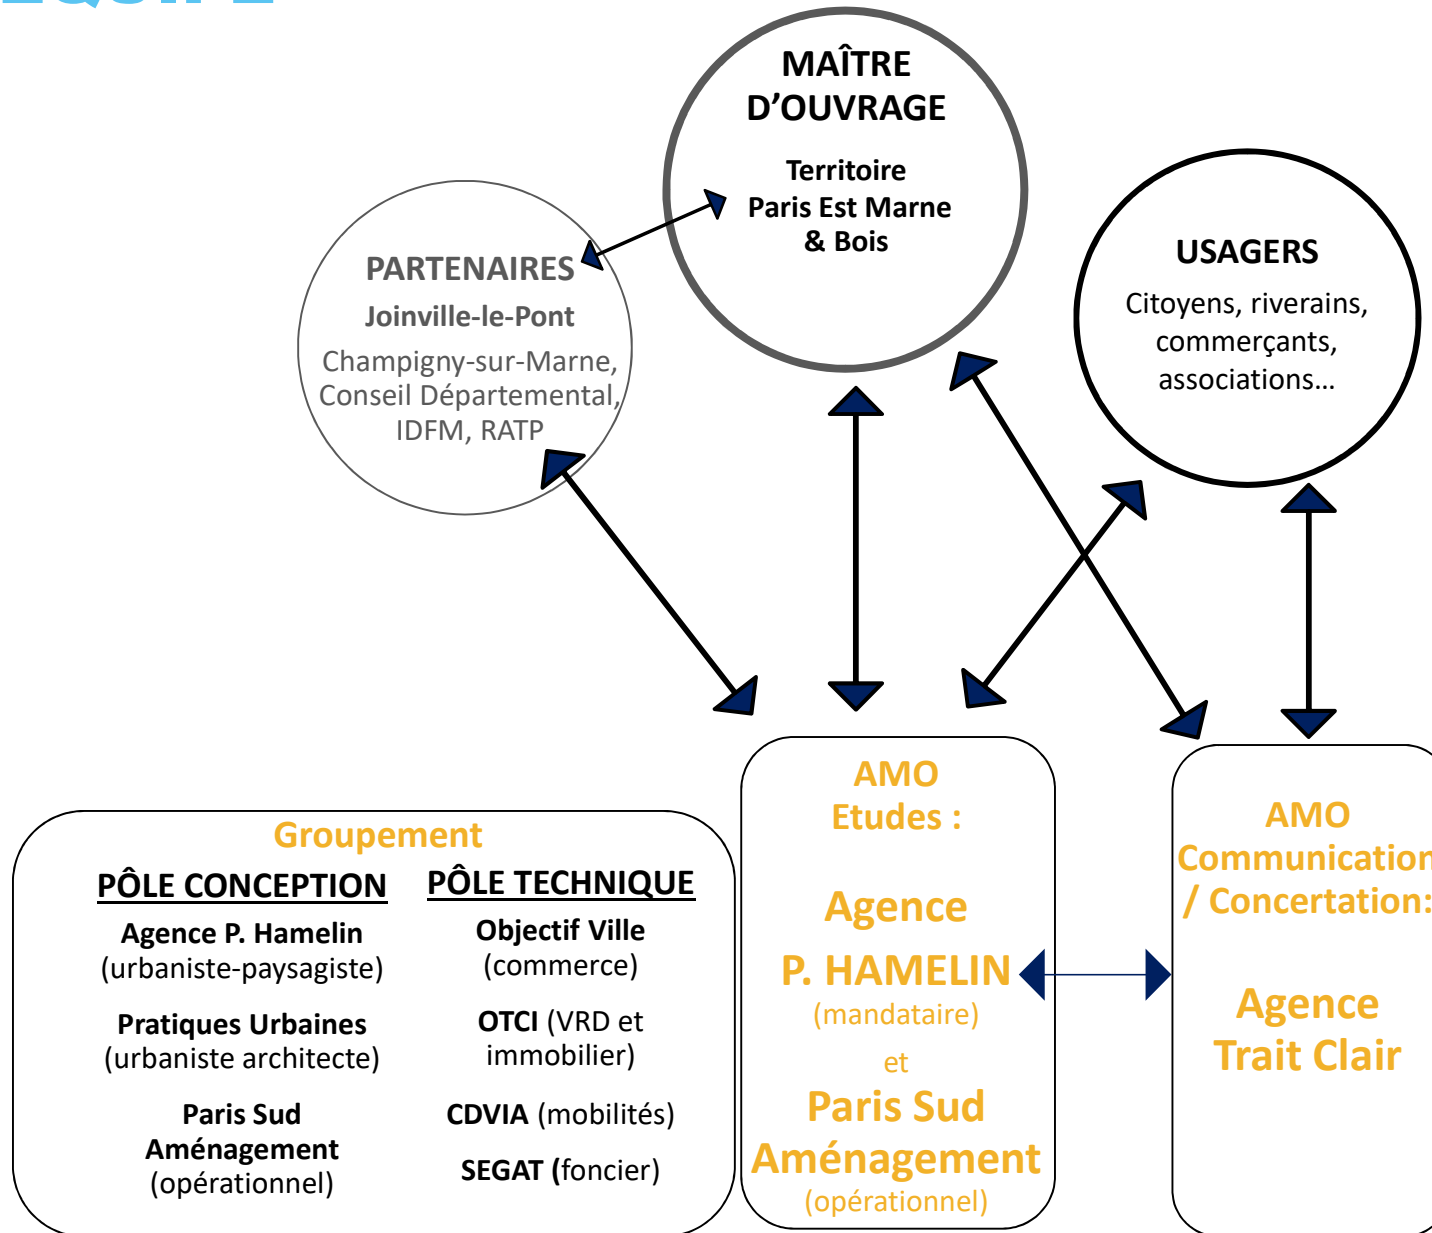 MAÎTRE
D'OUVRAGE
Territoire
Paris Est Marne
& Bois
PARTENAIRES
Joinville-le-Pont
Champigny-sur-Marne,
Conseil Départemental,
IDFM, RATP
USAGERS
Citoyens, riverains,
commerçants,
associations…
Groupement
PÔLE CONCEPTION
Agence P. Hamelin
(urbaniste-paysagiste)
Pratiques Urbaines
(urbaniste architecte)
Paris Sud
Aménagement
(opérationnel)
PÔLE TECHNIQUE
Objectif Ville
(commerce)
OTCI (VRD et
immobilier)
CDVIA (mobilités)
SEGAT (foncier)
AMO
Etudes :
Agence
P. HAMELIN
(mandataire)
et
Paris Sud
Aménagement
(opérationnel)
AMO
Communication
/ Concertation:
Agence
Trait Clair